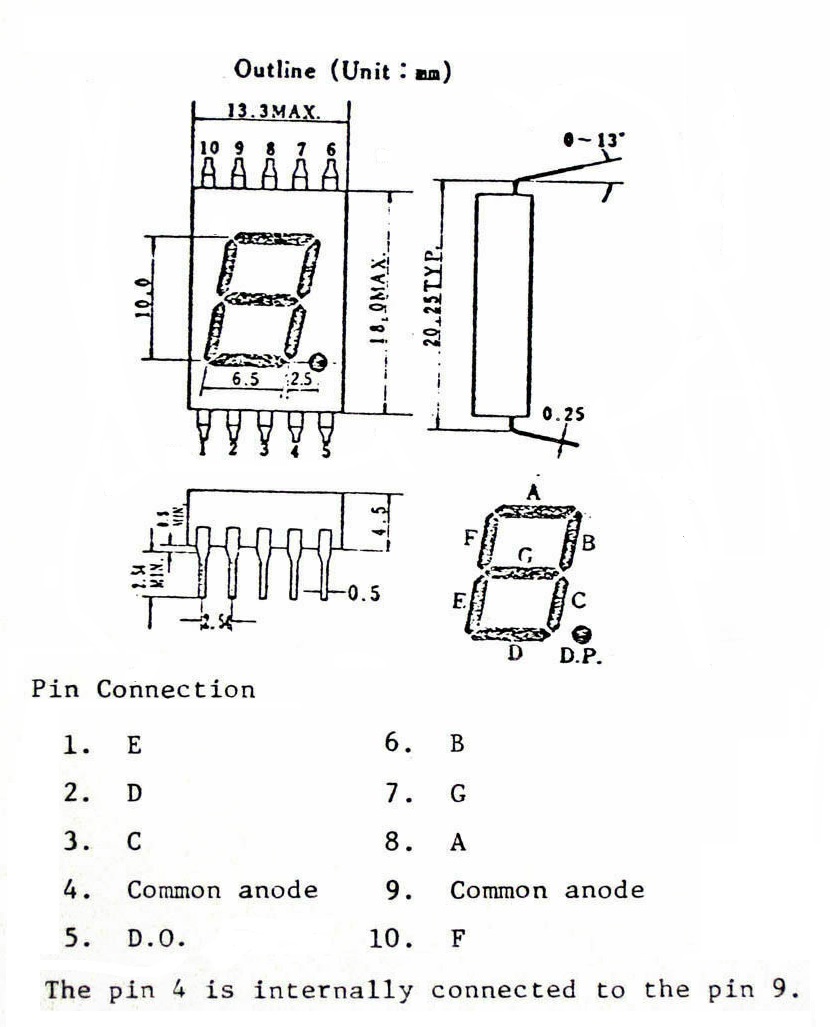 Outline (Unit : mm)
13.3MAX.
10 9 8 7 6
0~13°
10.0
18.0MAX.
20.25TYP.
6.5 2.5
0.25
1 2 3 4 5
A
F B
G
E C
D D.P.
0.5 MIN.
4.5
2.54 MIN.
0.5
2.54
Pin Connection
1. E 6. B
2. D 7. G
3. C 8. A
4. Common anode 9. Common anode
5. D.O. 10. F
The pin 4 is internally connected to the pin 9.